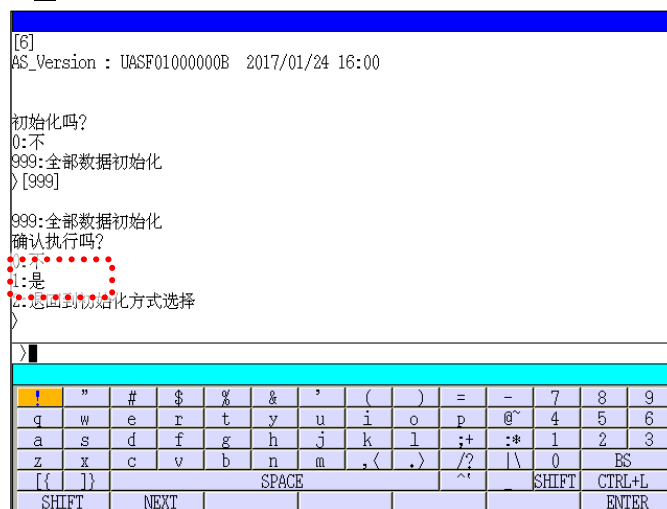 [6]
AS_Version : UASF01000000B 2017/01/24 16:00
初始化吗?
0:不
999:全部数据初始化
>[999]
999:全部数据初始化
确认执行吗?
0:不
1:是
2:退回到初始化方式选择
>
>
! " # $ % & ' ( ) = - 7 8 9
q w e r t y u i o p @~ 4 5 6
a s d f g h j k l ;+ :* 1 2 3
z x c v b n m ,< .> /? |\ 0 BS
[{ ]} SPACE ^' _ SHIFT CTRL+L
SHIFT NEXT ENTER